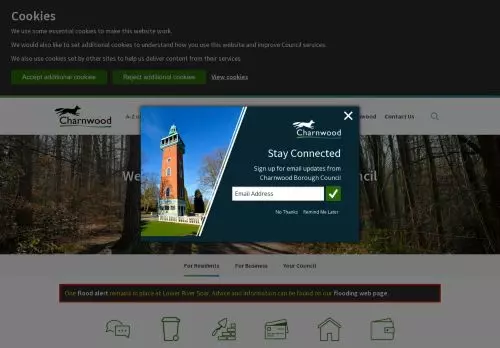 Cookies
We use some essential cookies to make this website work.
We would also like to set additional cookies to understand how you use this website and improve Council services.
We also use cookies set by other sites to help us deliver content from their services.
Accept additional cookies Reject additional cookies View cookies
Charnwood
Contact Us
Charnwood
Stay Connected
Sign up for email updates from
Charnwood Borough Council
Email Address
No Thanks Remind Me Later
For Residents For Business Your Council
One flood alert remains in place at Lower River Soar. Advice and information can be found on our flooding web page.